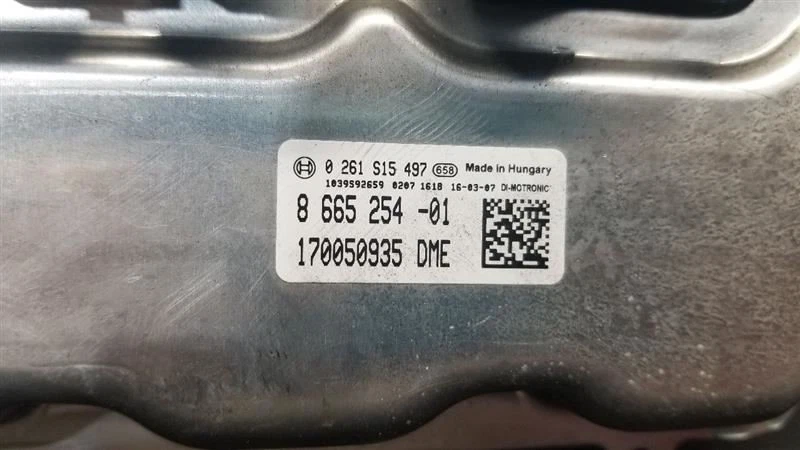 0 261 S15 497 658 Made in Hungary
1039S92659 0207 1618 16-03-07 DI-MOTRONIC
8 665 254 -01
170050935 DME